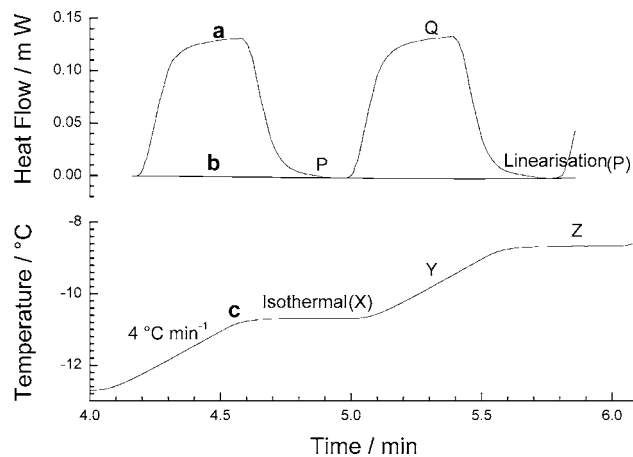 0.15
0.10
0.05
0.00
Heat Flow / m W
a
Q
b
P
Linearisation(P)
-8
-10
-12
Temperature / °C
Z
Y
Isothermal(X)
c
4 °C min⁻¹
4.0 4.5 5.0 5.5 6.0
Time / min